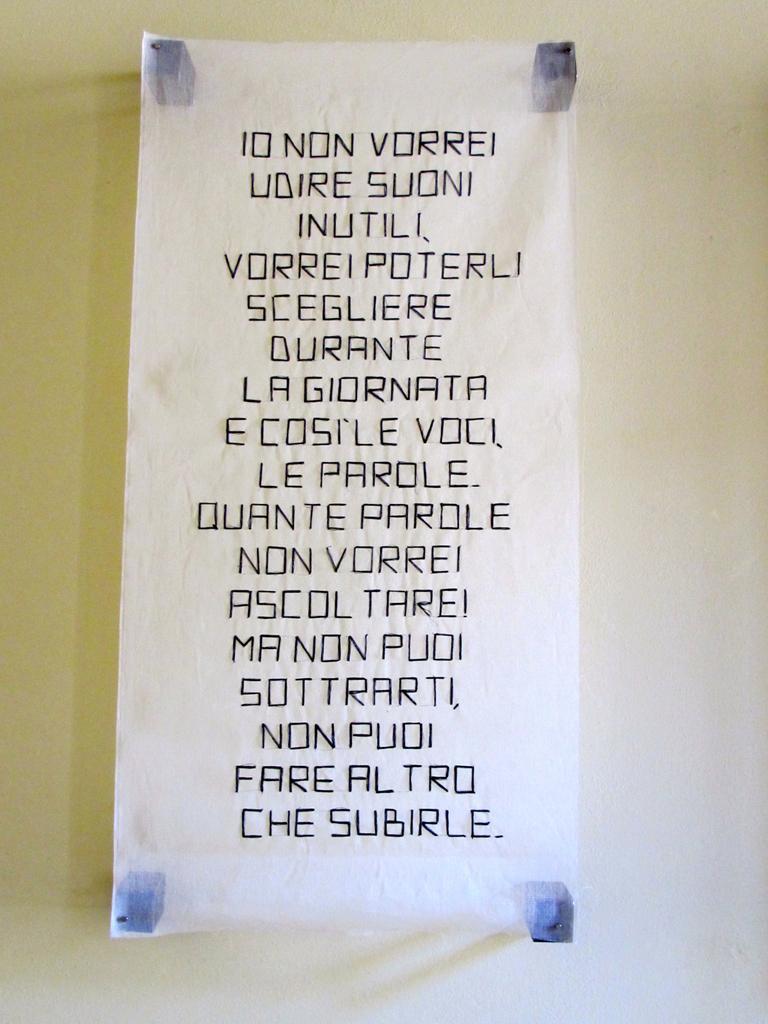 IO NON VORREI
UDIRE SUONI
INUTILI,
VORREI POTERLI
SCEGLIERE
DURANTE
LA GIORNATA
E COSI' LE VOCI,
LE PAROLE.
QUANTE PAROLE
NON VORREI
ASCOLTARE!
MA NON PUOI
SOTTRARTI,
NON PUOI
FARE ALTRO
CHE SUBIRLE.